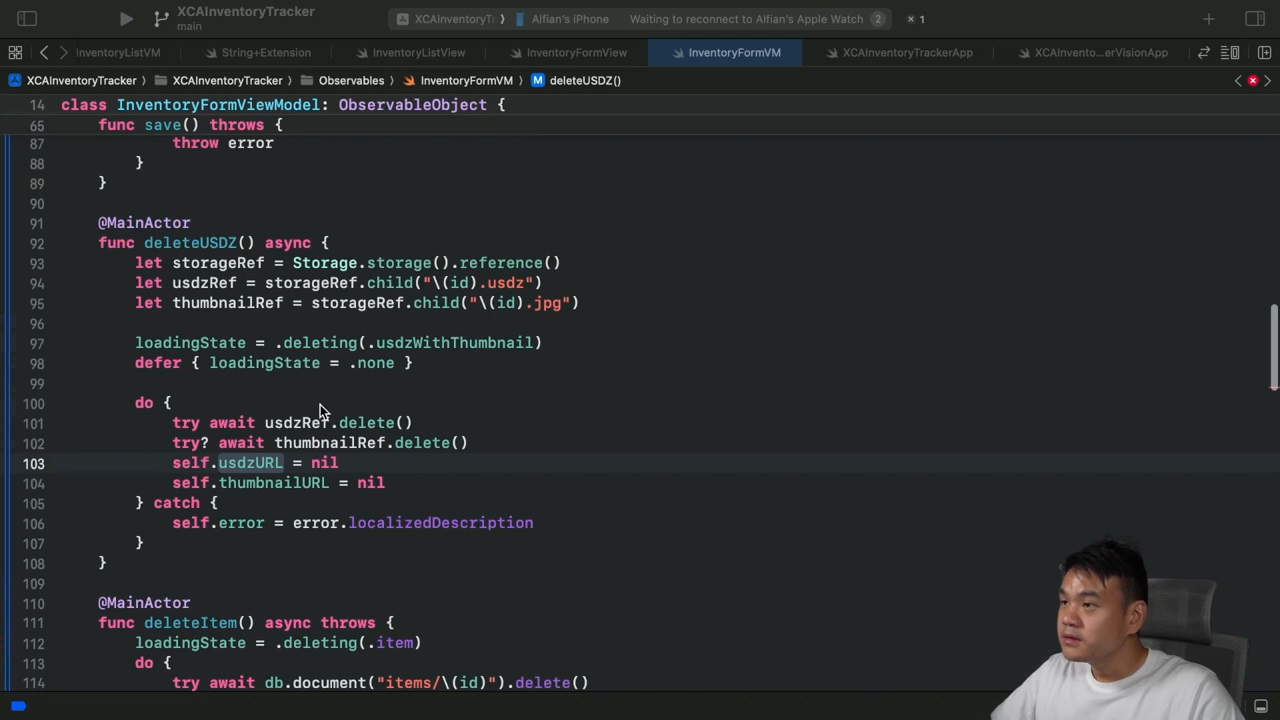 XCAInventoryTracker
main
XCAInventoryTr 〉 Alfian's iPhone Waiting to reconnect to Alfian's Apple Watch 2 1
InventoryListVM String+Extension InventoryListView InventoryFormView InventoryFormVM XCAInventoryTrackerApp XCAInvento...erVisionApp
XCAInventoryTracker 〉 XCAInventoryTracker 〉 Observables 〉 InventoryFormVM 〉 M deleteUSDZ()
14 class InventoryFormViewModel: ObservableObject {
65 func save() throws {
87 throw error
88 }
89 }
90
91 @MainActor
92 func deleteUSDZ() async {
93 let storageRef = Storage.storage().reference()
94 let usdzRef = storageRef.child("\(id).usdz")
95 let thumbnailRef = storageRef.child("\(id).jpg")
96
97 loadingState = .deleting(.usdzWithThumbnail)
98 defer { loadingState = .none }
99
100 do {
101 try await usdzRef.delete()
102 try? await thumbnailRef.delete()
103 self.usdzURL = nil
104 self.thumbnailURL = nil
105 } catch {
106 self.error = error.localizedDescription
107 }
108 }
109
110 @MainActor
111 func deleteItem() async throws {
112 loadingState = .deleting(.item)
113 do {
114 try await db.document("items/\(id)").delete()